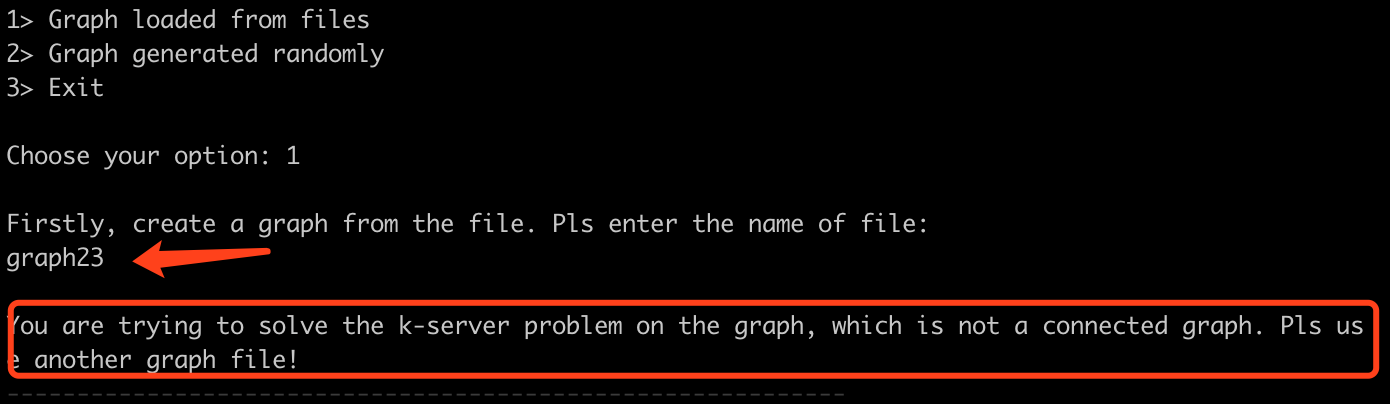 1> Graph loaded from files
2> Graph generated randomly
3> Exit
Choose your option: 1
Firstly, create a graph from the file. Pls enter the name of file:
graph23
You are trying to solve the k-server problem on the graph, which is not a connected graph. Pls us
e another graph file!
------------------------------------------------------------